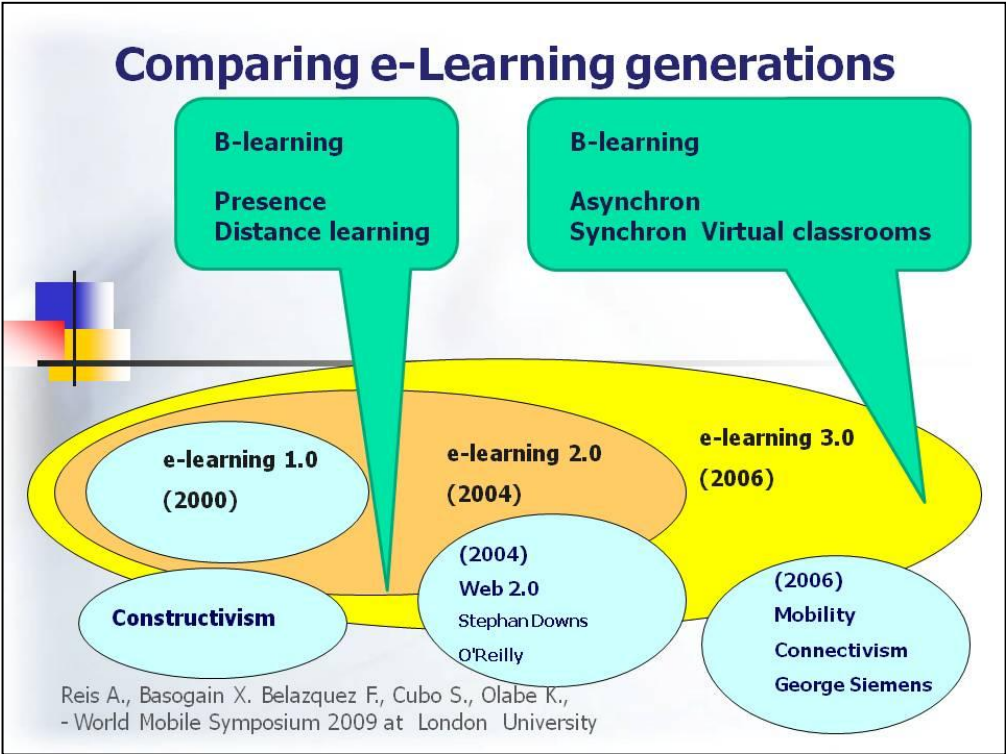 Comparing e-Learning generations
B-learning
Presence
Distance learning
B-learning
Asynchron
Synchron Virtual classrooms
e-learning 1.0
(2000)
e-learning 2.0
(2004)
e-learning 3.0
(2006)
Constructivism
(2004)
Web 2.0
Stephan Downs
O'Reilly
(2006)
Mobility
Connectivism
George Siemens
Reis A., Basogain X. Belazquez F., Cubo S., Olabe K.,
- World Mobile Symposium 2009 at London University